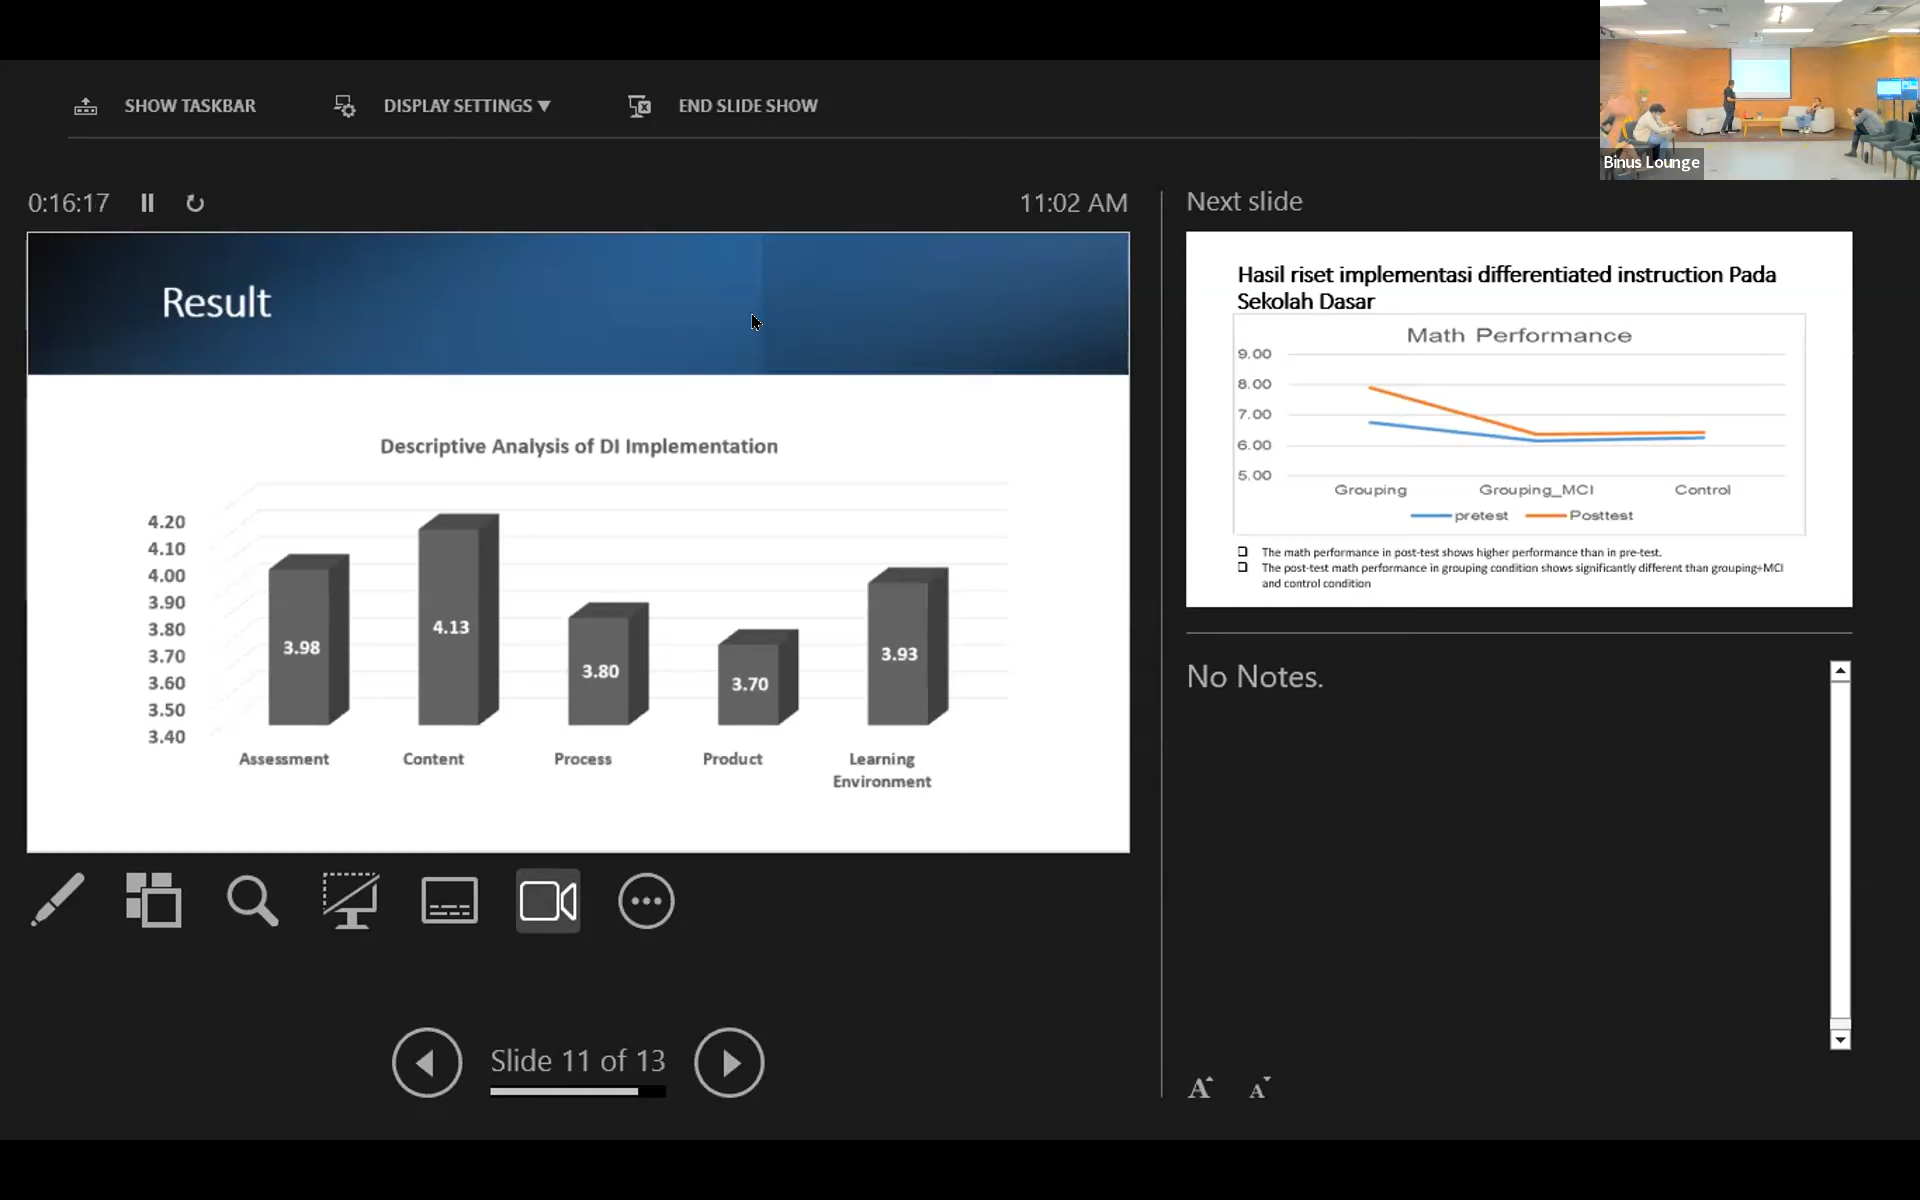 SHOW TASKBAR
DISPLAY SETTINGS ▼
END SLIDE SHOW
Binus Lounge
0:16:17
11:02 AM
Result
Descriptive Analysis of DI Implementation
4.20
4.10
4.00
3.90
3.80
3.70
3.60
3.50
3.40
3.98
4.13
3.80
3.70
3.93
Assessment
Content
Process
Product
Learning
Environment
Slide 11 of 13
Next slide
Hasil riset implementasi differentiated instruction Pada
Sekolah Dasar
Math Performance
9.00
8.00
7.00
6.00
5.00
Grouping
Grouping_MCI
Control
pretest
Posttest
The math performance in post-test shows higher performance than in pre-test.
The post-test math performance in grouping condition shows significantly different than grouping+MCI
and control condition
No Notes.
A
A